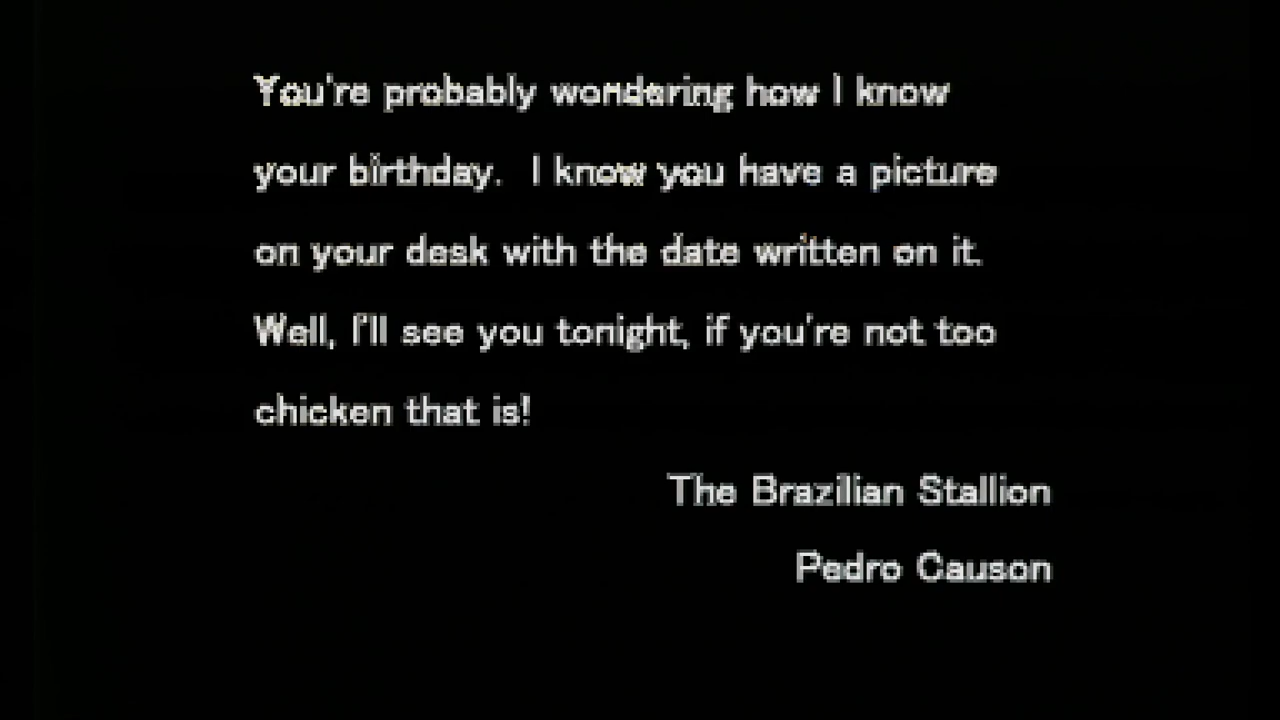 You're probably wondering how I know
your birthday.  I know you have a picture
on your desk with the date written on it.
Well, I'll see you tonight, if you're not too
chicken that is!
The Brazilian Stallion
Pedro Causon